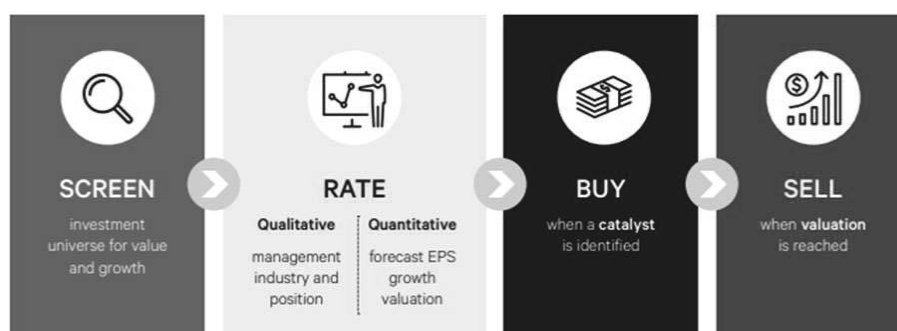 SCREEN
investment
universe for value
and growth
RATE
Qualitative
management
industry and
position
Quantitative
forecast EPS
growth
valuation
BUY
when a catalyst
is identified
SELL
when valuation
is reached